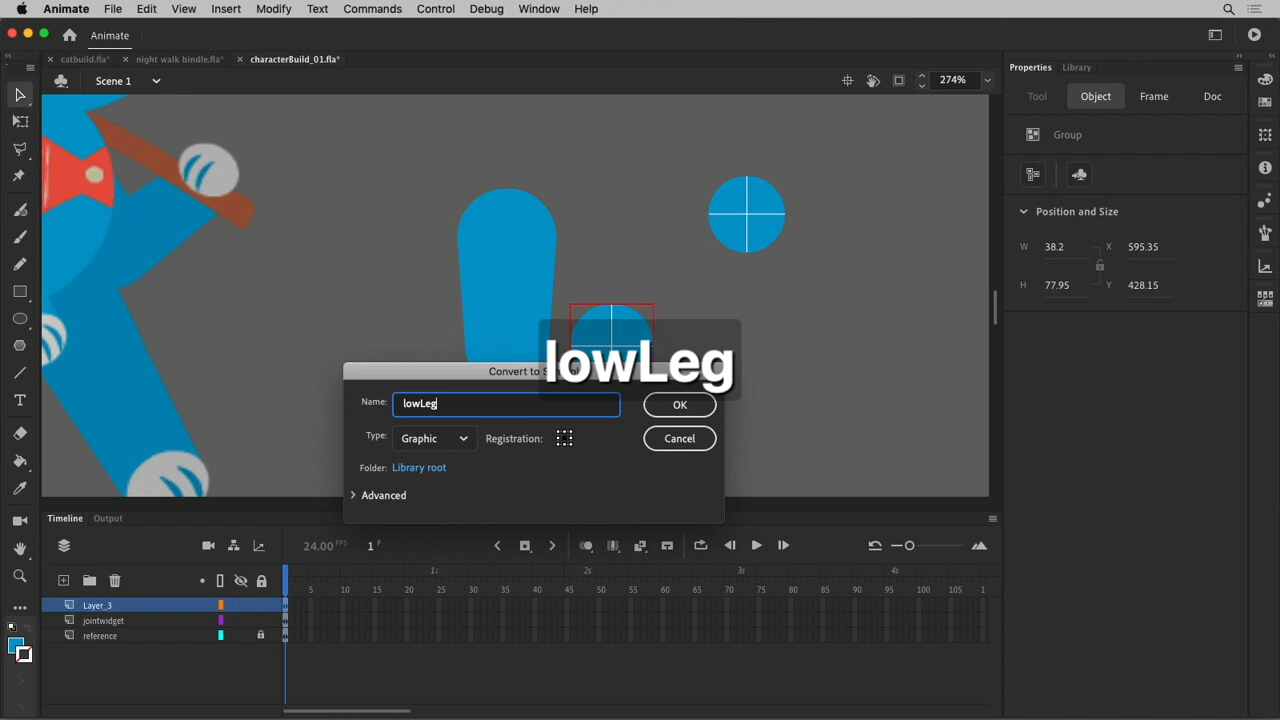 Animate File Edit View Insert Modify Text Commands Control Debug Window Help
Animate
catbuild.fla* night walk bindle.fla* characterBuild_01.fla*
Scene 1
274%
Properties Library
Tool Object Frame Doc
Group
Position and Size
W 38.2 X 595.35
H 77.95 Y 428.15
lowLeg
Convert to
Name: lowLeg
OK
Type: Graphic Registration:
Cancel
Folder: Library root
Advanced
Timeline Output
24.00 FPS 1 F
1s 2s 3s 4s
5 10 15 20 25 30 35 40 45 50 55 60 65 70 75 80 85 90 95 100 105 1
Layer_3
jointwidget
reference